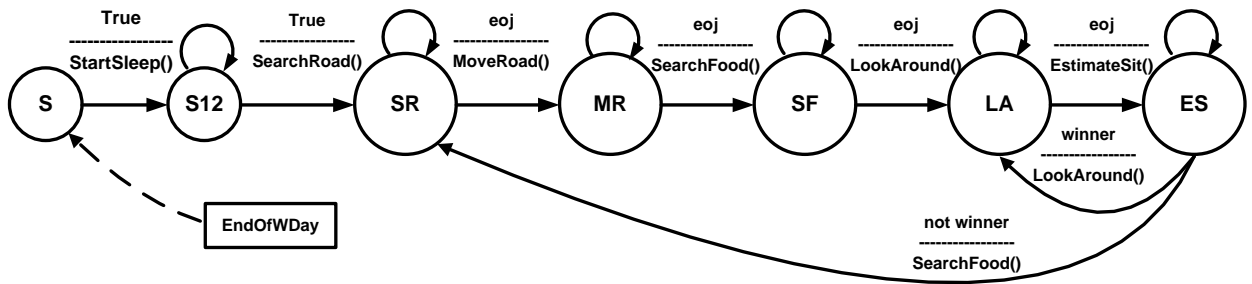 True
-----------------
StartSleep()
True
-----------------
SearchRoad()
eoj
-----------------
MoveRoad()
eoj
-----------------
SearchFood()
eoj
-----------------
LookAround()
eoj
-----------------
EstimateSit()
S
S12
SR
MR
SF
LA
ES
winner
-----------------
LookAround()
EndOfWDay
not winner
-----------------
SearchFood()